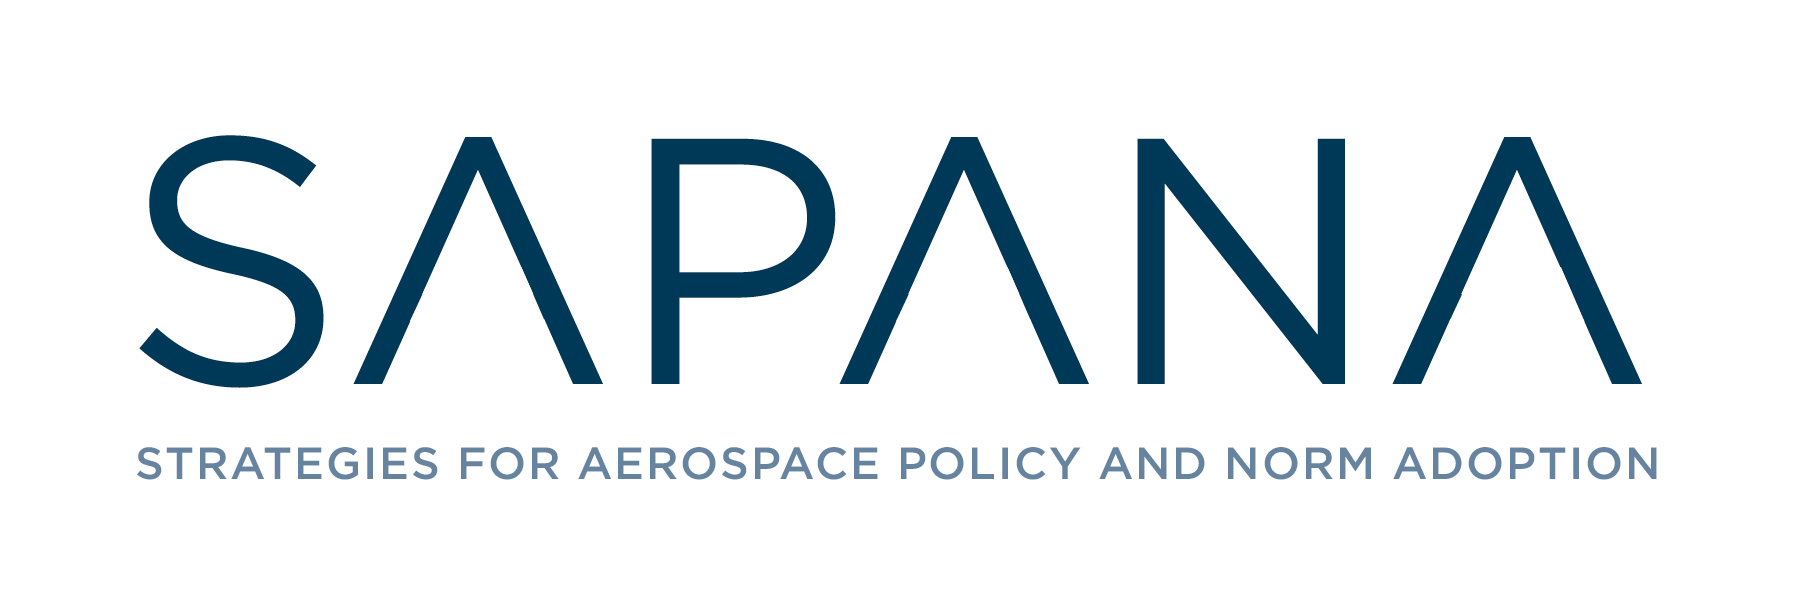 SAPANA
STRATEGIES FOR AEROSPACE POLICY AND NORM ADOPTION